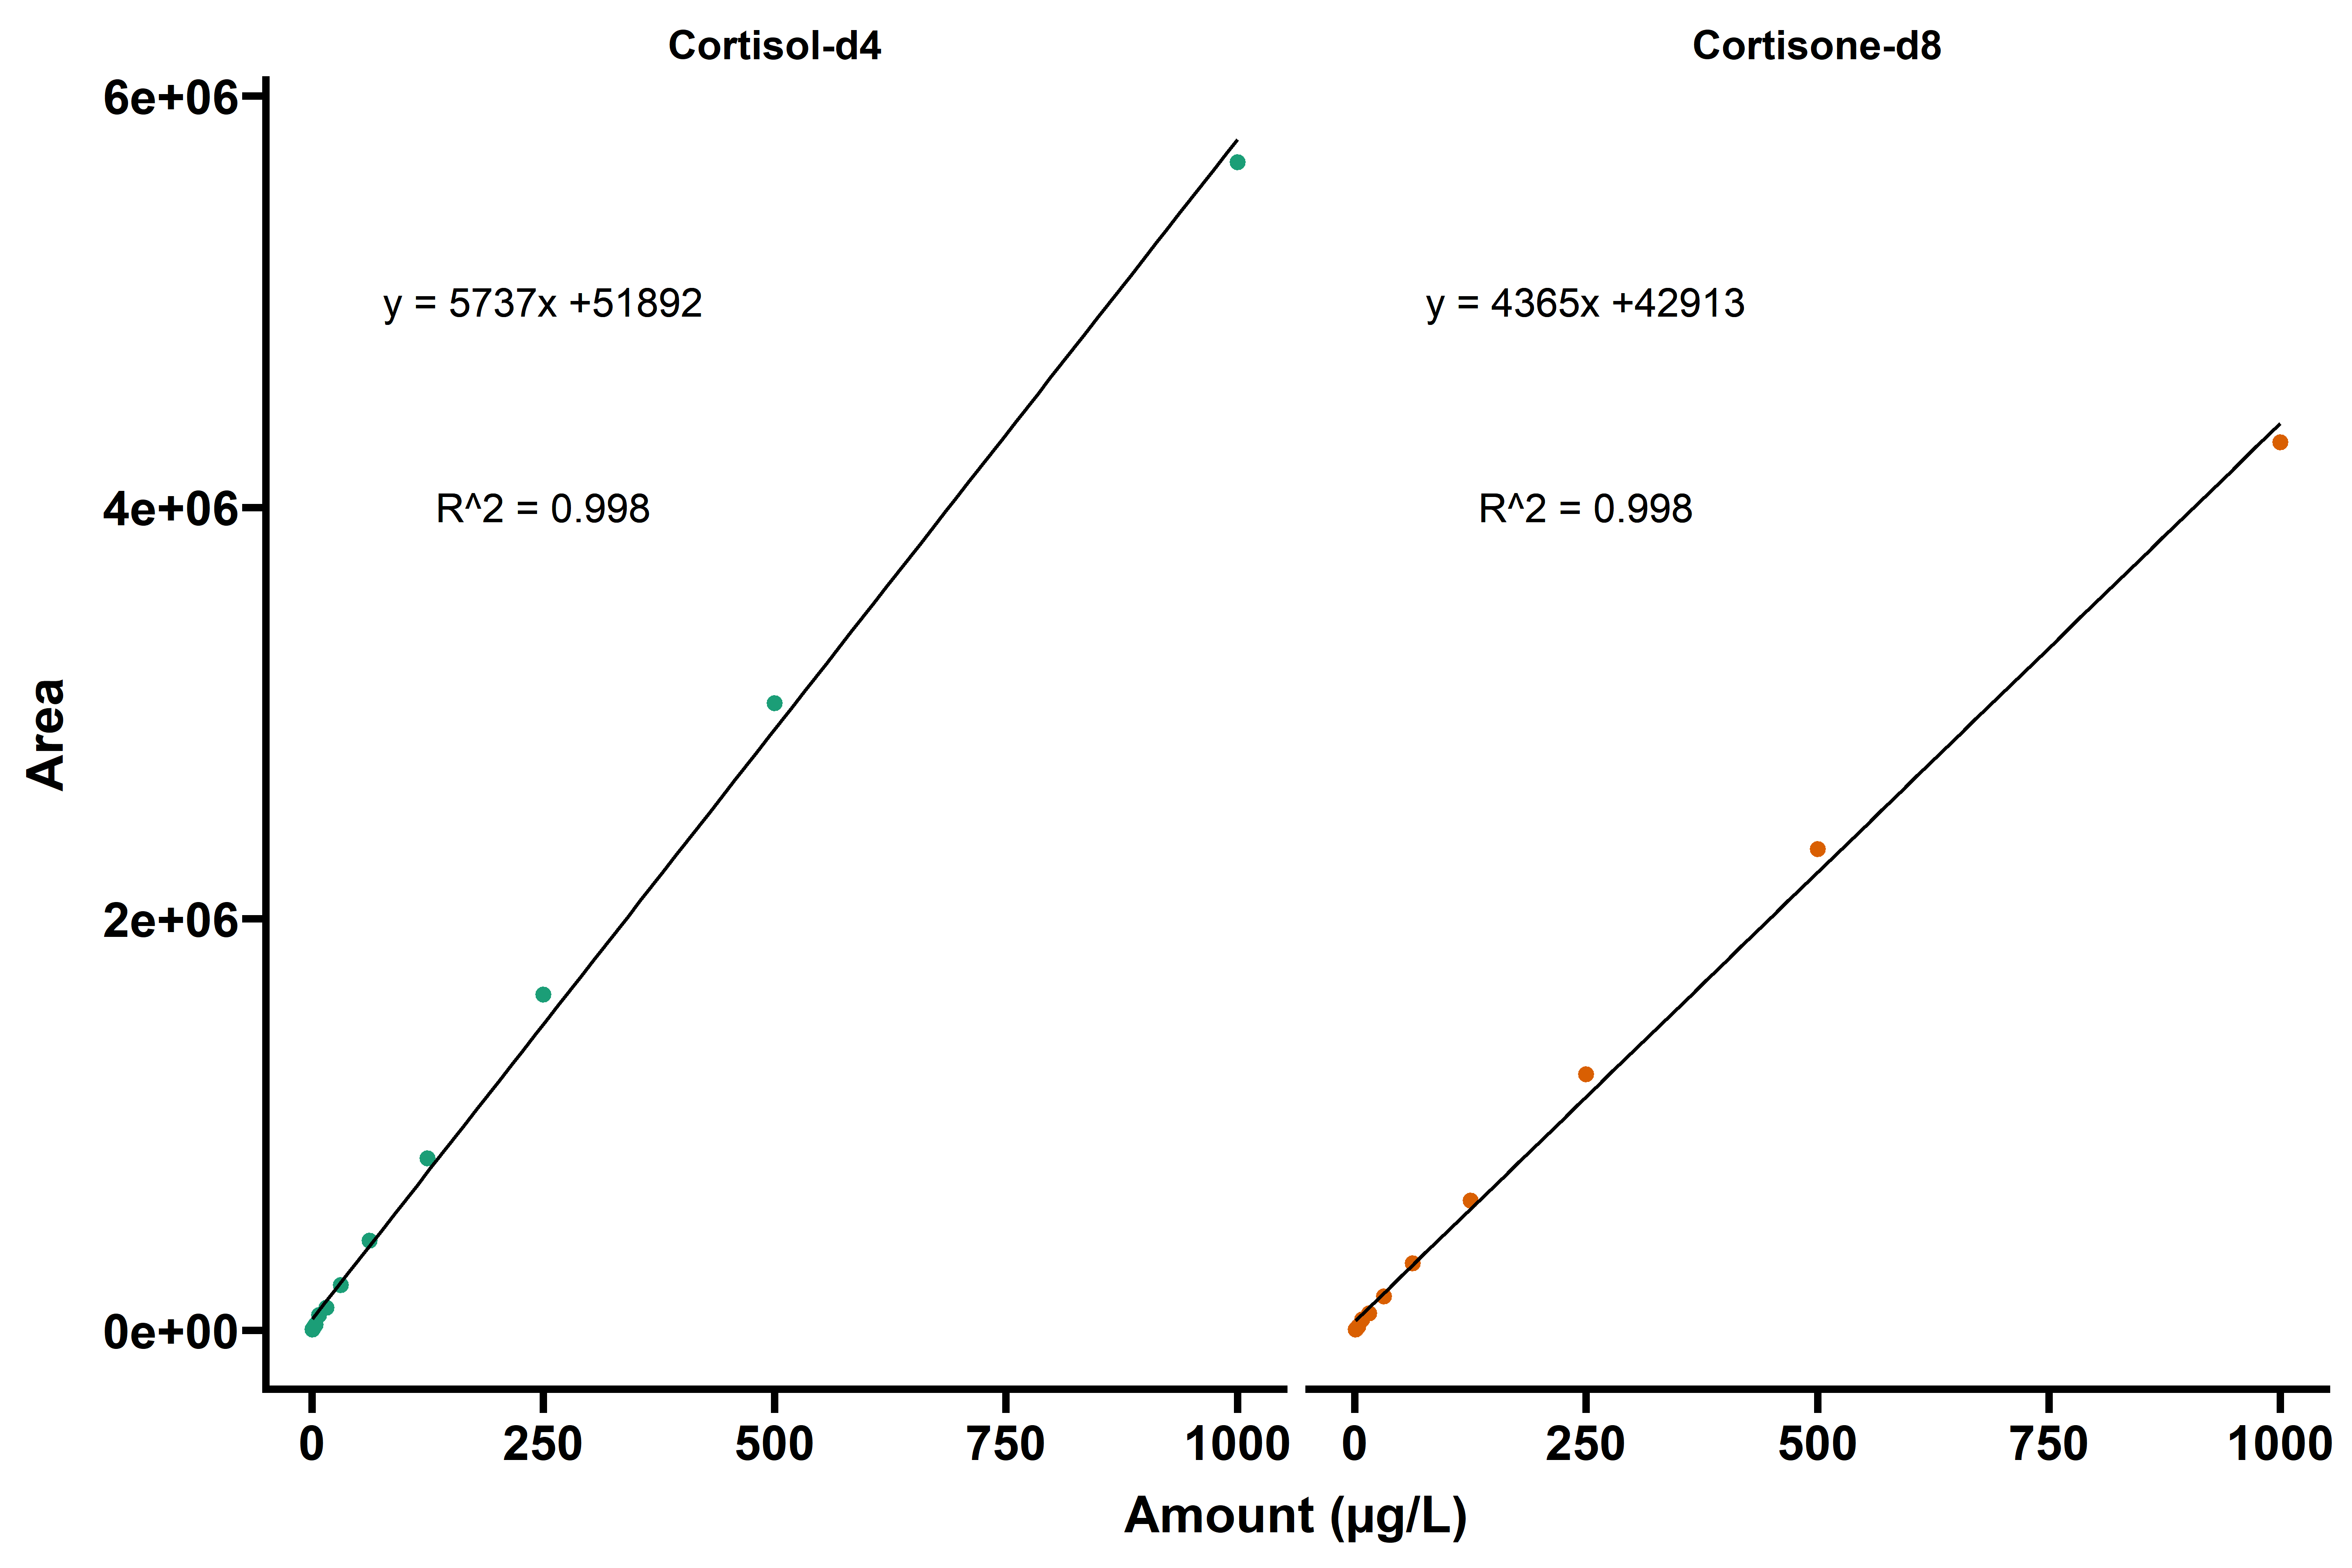 Cortisol-d4
Cortisone-d8
6e+06
4e+06
2e+06
0e+00
Area
y = 5737x +51892
R^2 = 0.998
y = 4365x +42913
R^2 = 0.998
0 250 500 750 1000
0 250 500 750 1000
Amount (µg/L)